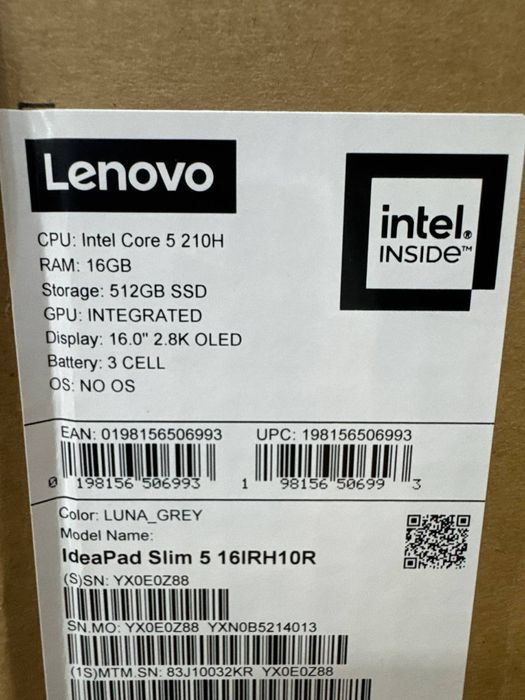 Lenovo
intel.
INSIDE™
CPU: Intel Core 5 210H
RAM: 16GB
Storage: 512GB SSD
GPU: INTEGRATED
Display: 16.0" 2.8K OLED
Battery: 3 CELL
OS: NO OS
EAN: 0198156506993 UPC: 198156506993
0 198156 506993 1 98156 50699 3
Color: LUNA_GREY
Model Name:
IdeaPad Slim 5 16IRH10R
(S)SN: YX0E0Z88
SN.MO: YX0E0Z88 YXN0B5214013
(1S)MTM.SN: 83J10032KR YX0E0Z88